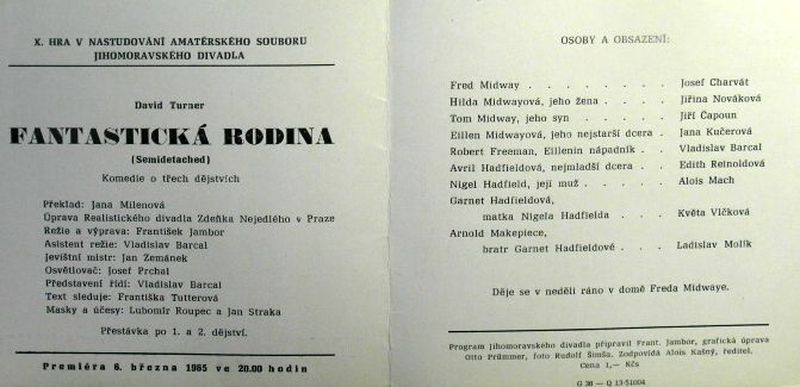 X. HRA V NASTUDOVÁNÍ AMATÉRSKÉHO SOUBORU
JIHOMORAVSKÉHO DIVADLA
David Turner
FANTASTICKÁ RODINA
(Semidetached)
Komedie o třech dějstvích
Překlad: Jana Milenová
Úprava Realistického divadla Zdeňka Nejedlého v Praze
Režie a výprava: František Jambor
Asistent režie: Vladislav Barcal
Jevištní mistr: Jan Zemánek
Osvětlovač: Josef Prchal
Představení řídí: Vladislav Barcal
Text sleduje: Františka Tutterová
Masky a účesy: Lubomír Roupec a Jan Straka
Přestávka po 1. a 2. dějství.
Premiéra 6. března 1965 ve 20.00 hodin
OSOBY A OBSAZENÍ:
Fred Midway . . . . . . . . Josef Charvát
Hilda Midwayová, jeho žena . . . . Jiřina Nováková
Tom Midway, jeho syn . . . . . Jiří Čapoun
Eillen Midwayová, jeho nejstarší dcera . Jana Kučerová
Robert Freeman, Eillenin nápadník . . Vladislav Barcal
Avril Hadfieldová, nejmladší dcera . . Edith Reinoldová
Nigel Hadfield, její muž . . . . . Alois Mach
Garnet Hadfieldová,
matka Nigela Hadfielda . . . Květa Vlčková
Arnold Makepiece,
bratr Garnet Hadfieldové . . . Ladislav Molík
Děje se v neděli ráno v domě Freda Midwaye.
Program Jihomoravského divadla připravil Frant. Jambor, grafická úprava
Otto Prümmer, foto Rudolf Šimša. Zodpovídá Alois Kašný, ředitel.
Cena 1,— Kčs
G 38 — Q 13-51004